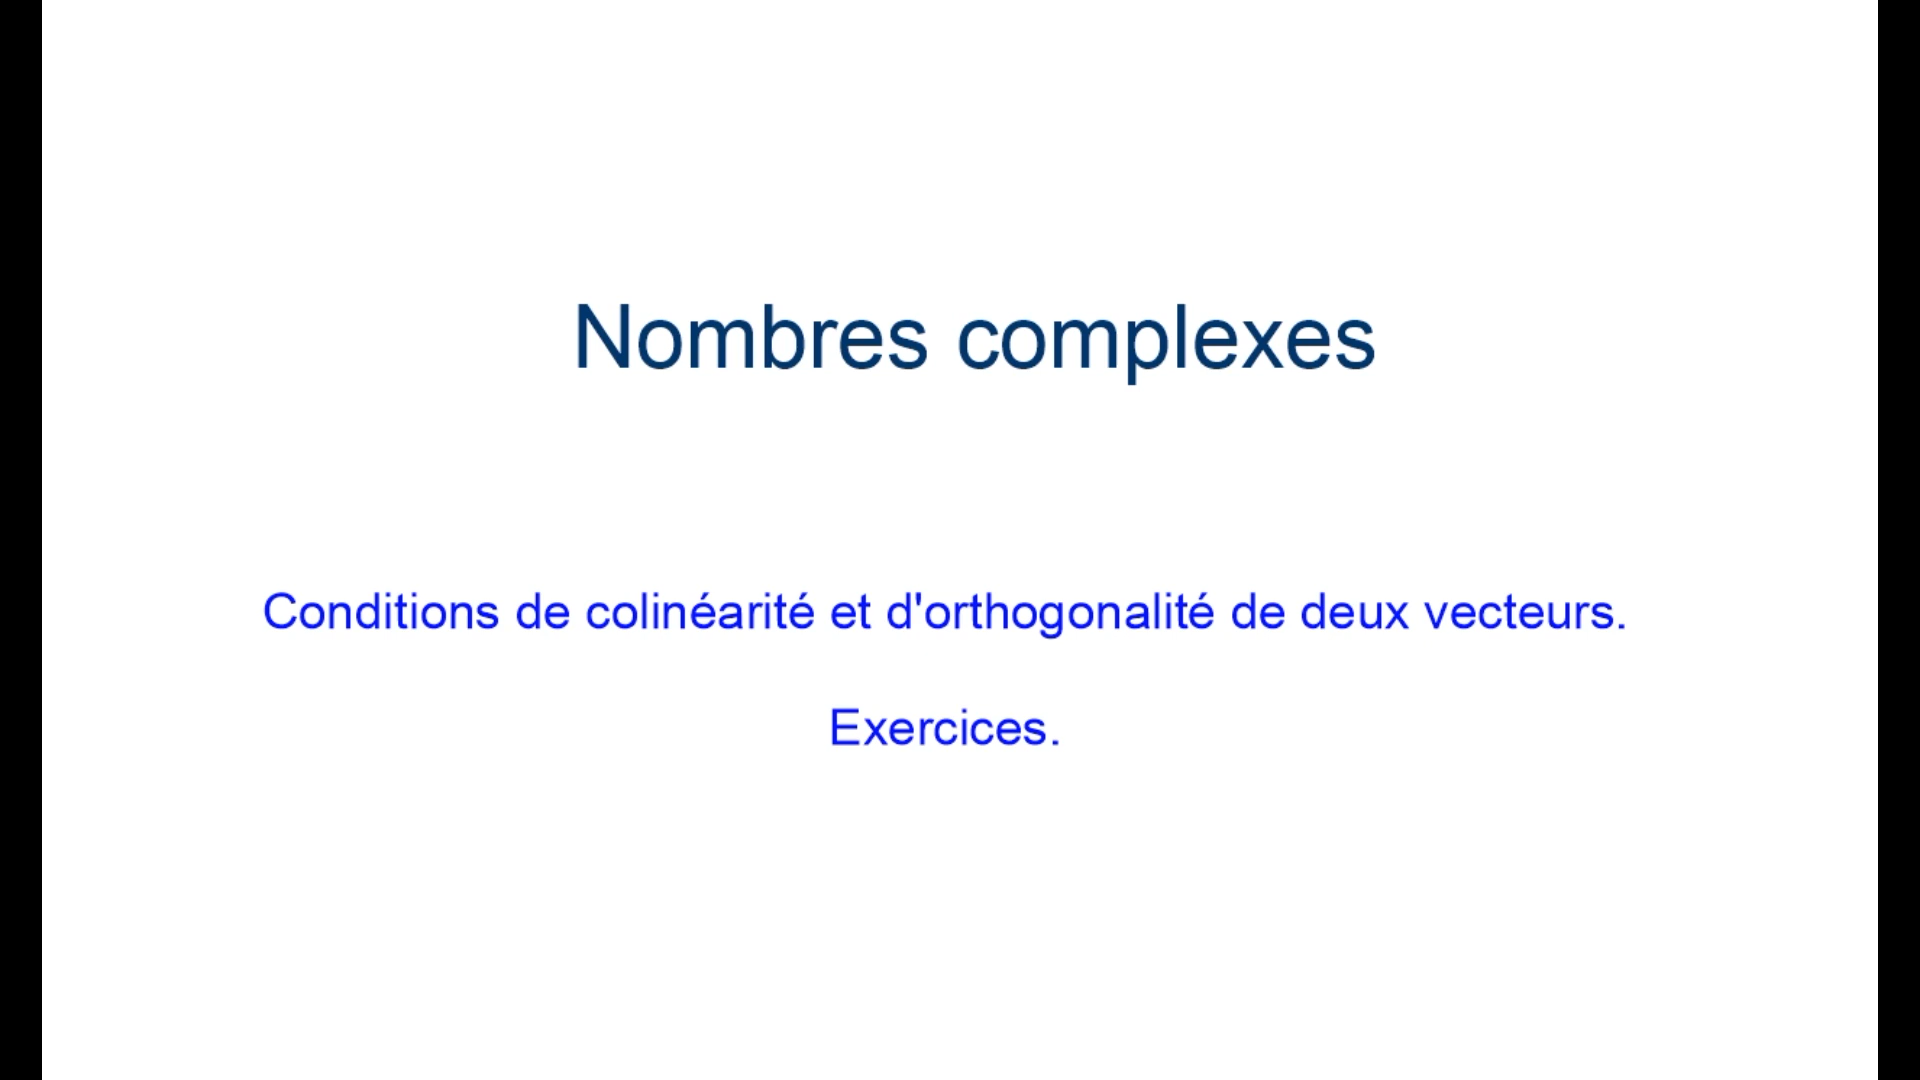 Nombres complexes
Conditions de colinéarité et d'orthogonalité de deux vecteurs.
Exercices.